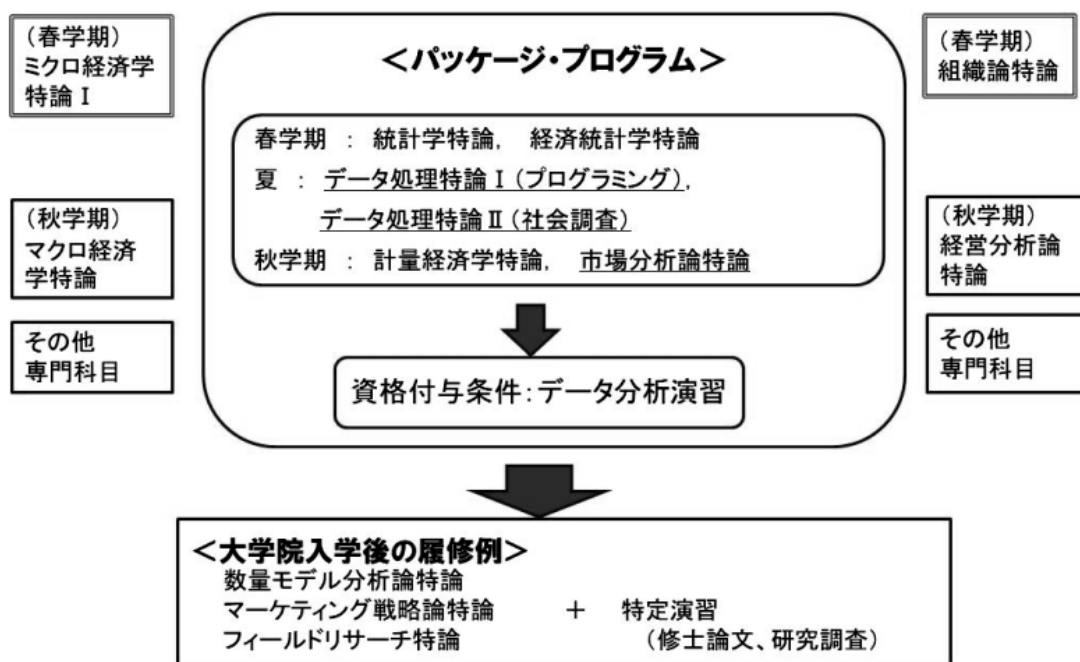 （春学期）
ミクロ経済学
特論Ⅰ
（秋学期）
マクロ経済
学特論
その他
専門科目
＜パッケージ・プログラム＞
春学期 ： 統計学特論， 経済統計学特論
夏 ： データ処理特論Ⅰ（プログラミング），
データ処理特論Ⅱ（社会調査）
秋学期 ： 計量経済学特論， 市場分析論特論
資格付与条件：データ分析演習
（春学期）
組織論特論
（秋学期）
経営分析論
特論
その他
専門科目
＜大学院入学後の履修例＞
数量モデル分析論特論
マーケティング戦略論特論 ＋ 特定演習
フィールドリサーチ特論 （修士論文、研究調査）